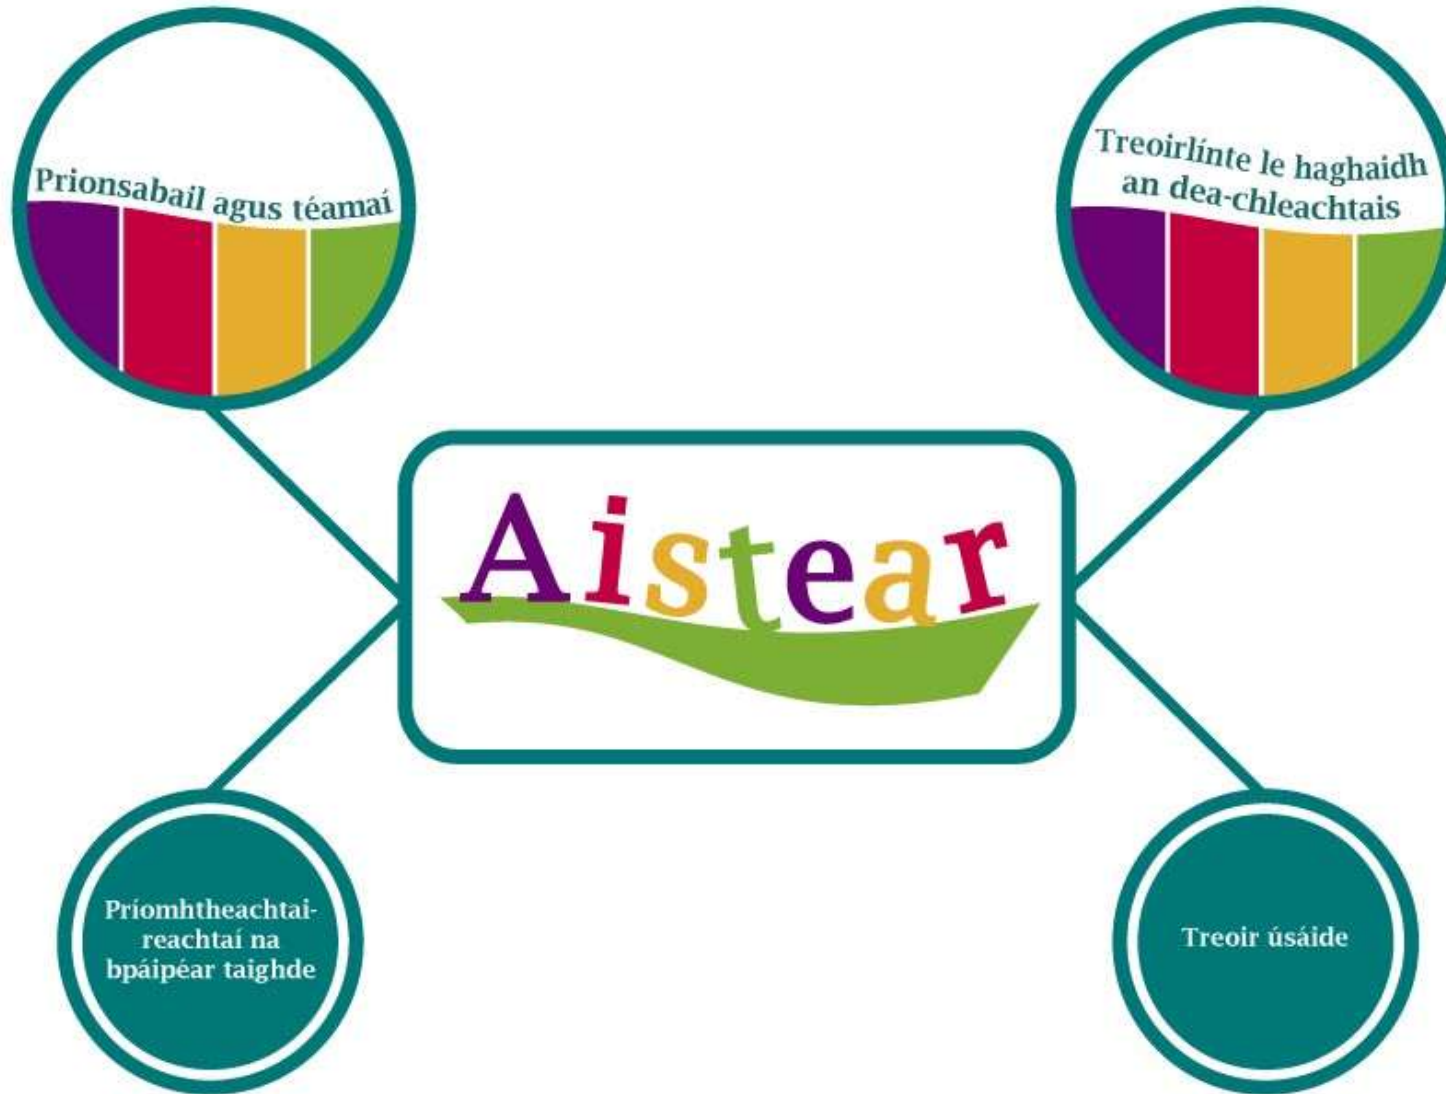 Prionsabail agus téamaí
Treoirlínte le haghaidh
an dea-chleachtais
Aistear
Príomhtheachtai-
reachtaí na
bpáipéar taighde
Treoir úsáide